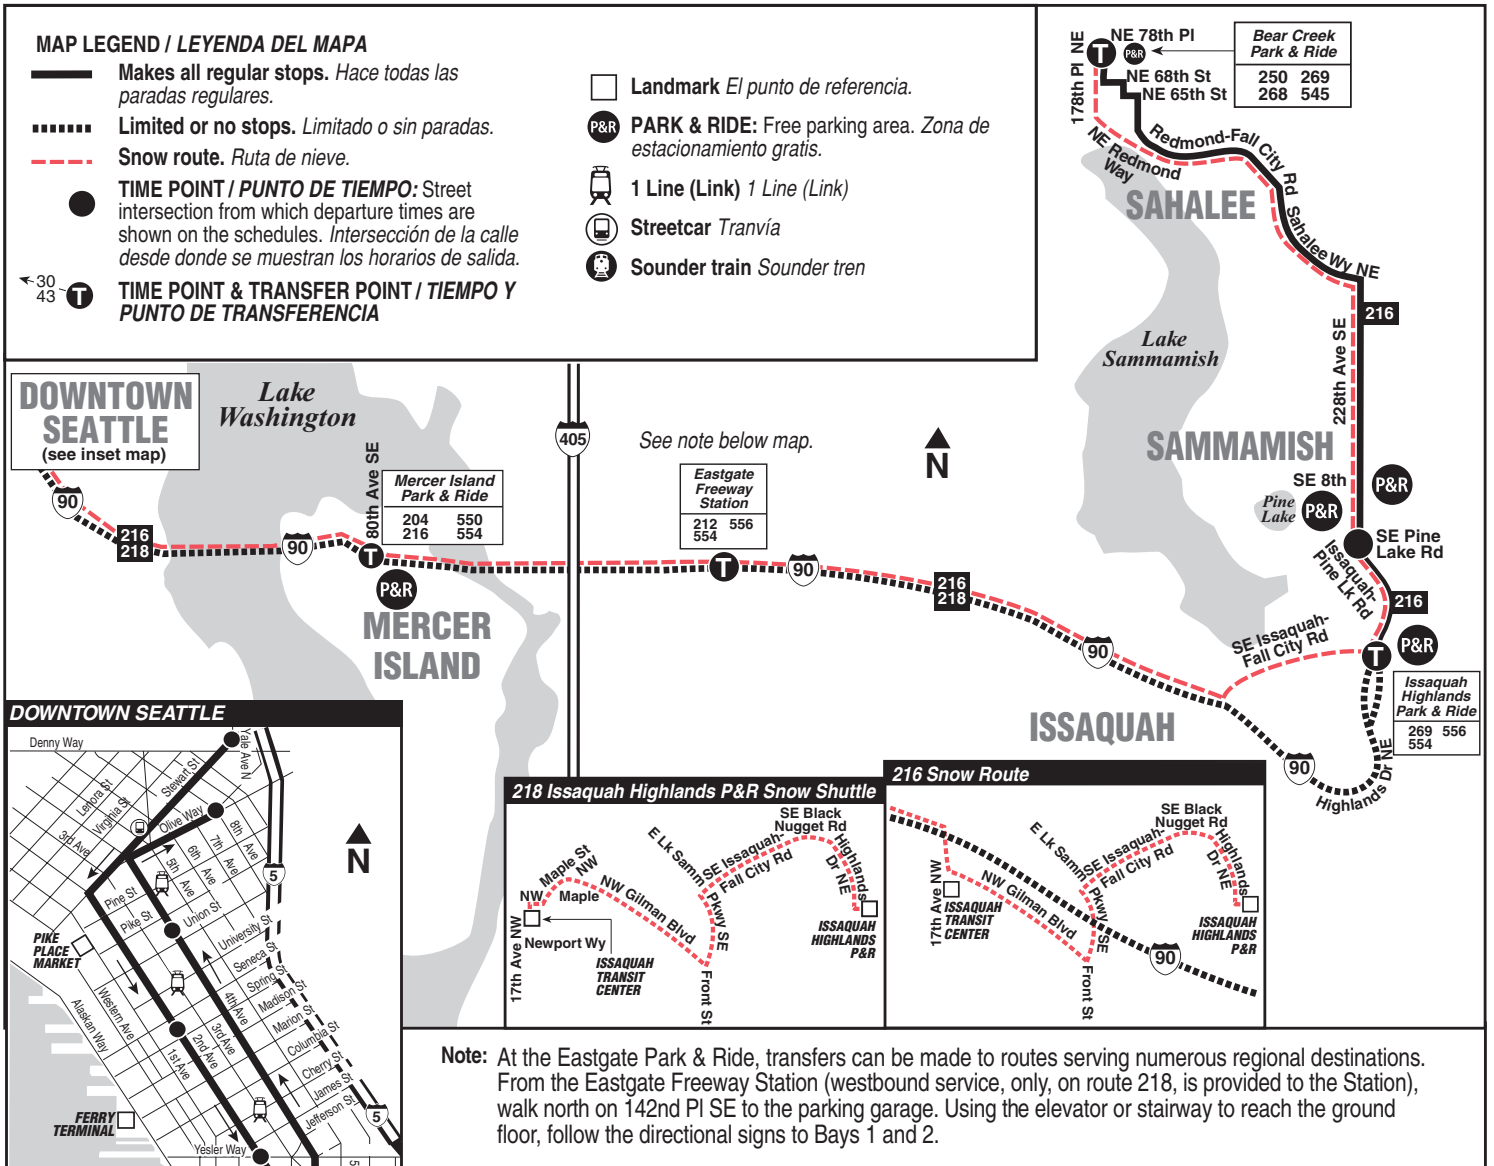 MAP LEGEND / LEYENDA DEL MAPA
Makes all regular stops. Hace todas las
paradas regulares.
Limited or no stops. Limitado o sin paradas.
Snow route. Ruta de nieve.
TIME POINT / PUNTO DE TIEMPO: Street
intersection from which departure times are
shown on the schedules. Intersección de la calle
desde donde se muestran los horarios de salida.
30
43
T
TIME POINT & TRANSFER POINT / TIEMPO Y
PUNTO DE TRANSFERENCIA
Landmark El punto de referencia.
P&R
PARK & RIDE: Free parking area. Zona de
estacionamiento gratis.
1 Line (Link) 1 Line (Link)
Streetcar Tranvía
Sounder train Sounder tren
178th Pl NE
T
NE 78th Pl
P&R
Bear Creek
Park & Ride
250 269
268 545
NE 68th St
NE 65th St
NE Redmond
Way
Redmond-Fall City Rd
SAHALEE
Sahalee Wy NE
216
Lake
Sammamish
228th Ave SE
SAMMAMISH
SE 8th
P&R
P&R
Pine
Lake
SE Pine
Lake Rd
Issaquah-
Pine Lk Rd
216
SE Issaquah-
Fall City Rd
T
P&R
Issaquah
Highlands
Park & Ride
269 556
554
Highlands Dr NE
90
ISSAQUAH
90
DOWNTOWN
SEATTLE
(see inset map)
Lake
Washington
90
216
218
90
80th Ave SE
T
Mercer Island
Park & Ride
204 550
216 554
P&R
MERCER
ISLAND
405
See note below map.
N
Eastgate
Freeway
Station
212 556
554
T
90
216
218
DOWNTOWN SEATTLE
Denny Way
Yale Ave N
Stewart St
Lenora St
Virginia St
Olive Way
3rd Ave
8th Ave
7th Ave
6th Ave
5th Ave
N
5
Pine St
Pike St
Union St
University St
Seneca St
Spring St
Madison St
Marion St
Columbia St
Cherry St
James St
Jefferson St
Yesler Way
PIKE
PLACE
MARKET
Alaskan Way
Western Ave
1st Ave
2nd Ave
3rd Ave
4th Ave
FERRY
TERMINAL
5
5
218 Issaquah Highlands P&R Snow Shuttle
SE Black
Nugget Rd
E Lk Samm
Pkwy SE
SE Issaquah-
Fall City Rd
Highlands
Dr NE
NW
Maple St
NW
Maple
NW Gilman Blvd
17th Ave NW
Newport Wy
ISSAQUAH
TRANSIT
CENTER
Front St
ISSAQUAH
HIGHLANDS
P&R
216 Snow Route
SE Black
Nugget Rd
E Lk Samm
Pkwy SE
SE Issaquah-
Fall City Rd
Highlands
Dr NE
17th Ave NW
NW Gilman Blvd
ISSAQUAH
TRANSIT
CENTER
Front St
90
ISSAQUAH
HIGHLANDS
P&R
Note: At the Eastgate Park & Ride, transfers can be made to routes serving numerous regional destinations.
From the Eastgate Freeway Station (westbound service, only, on route 218, is provided to the Station),
walk north on 142nd Pl SE to the parking garage. Using the elevator or stairway to reach the ground
floor, follow the directional signs to Bays 1 and 2.